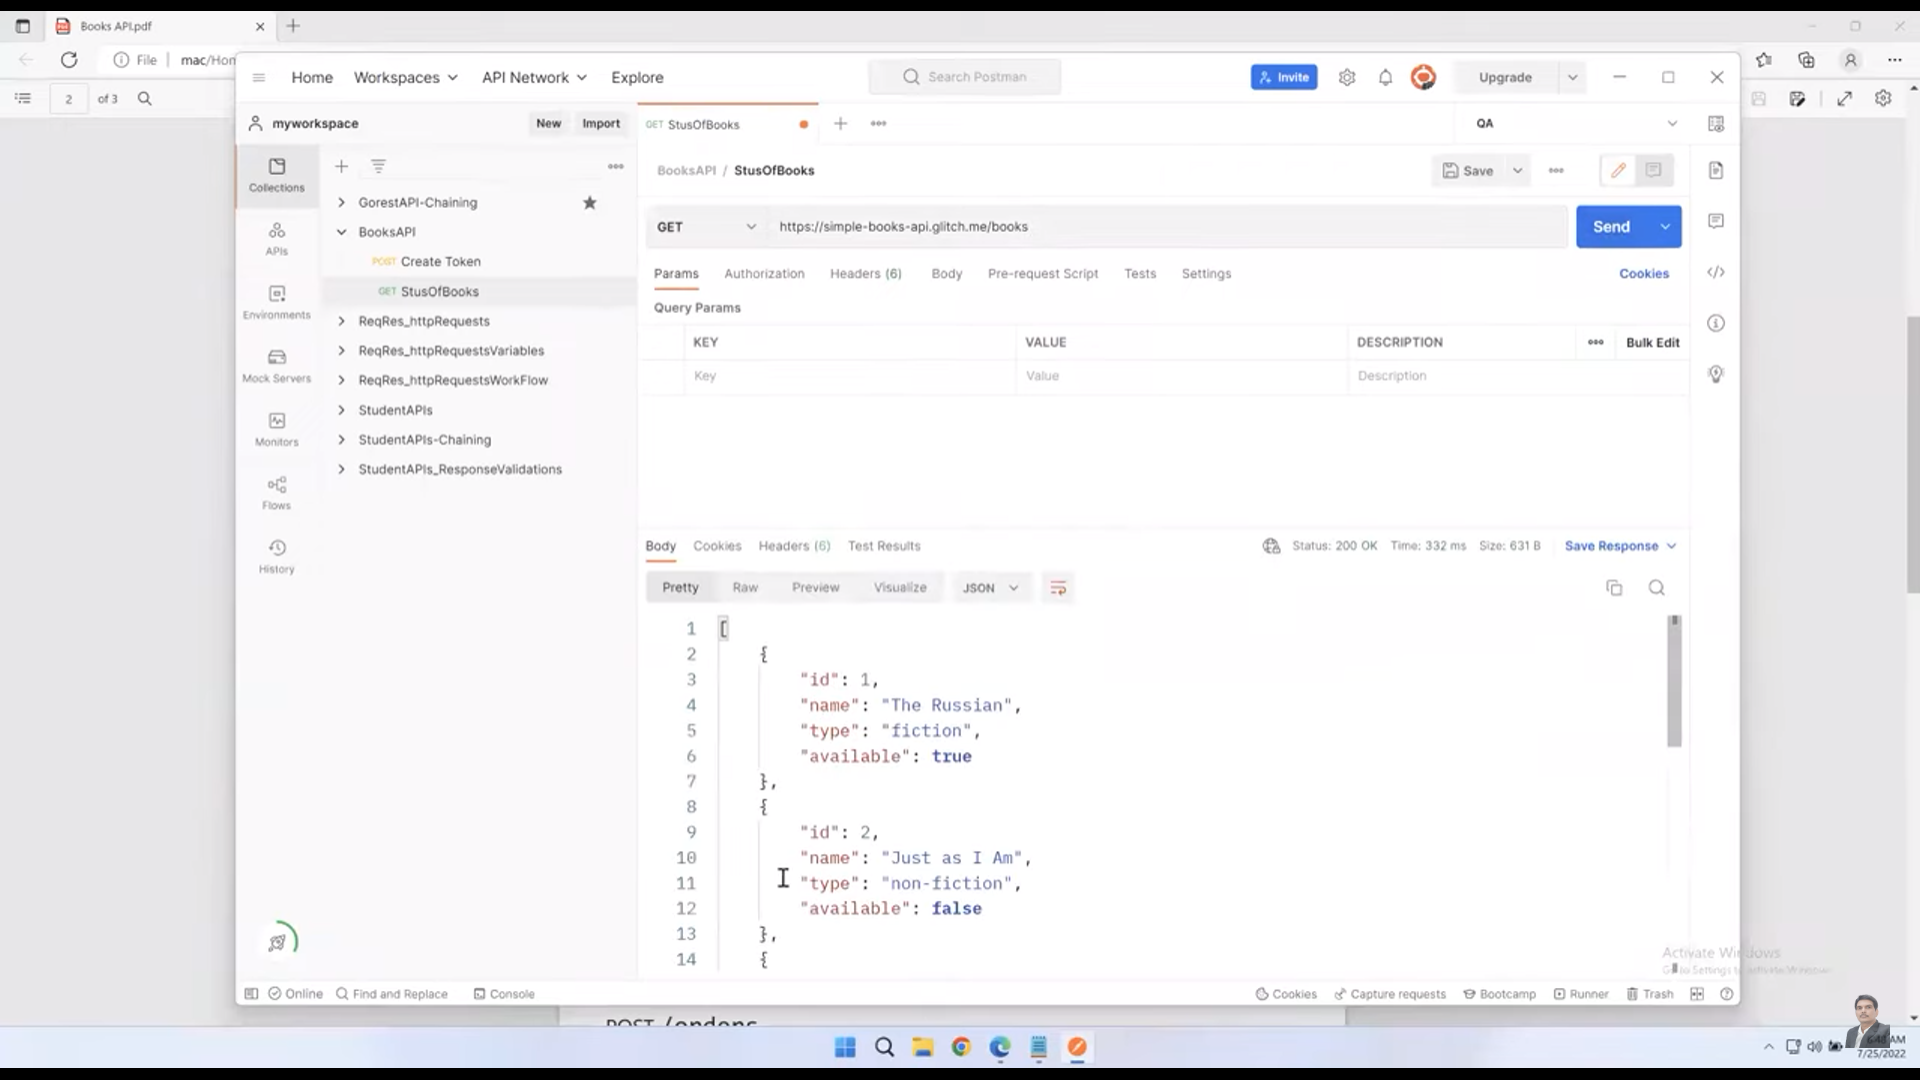 Books API.pdf
File
mac/Hon
2
of 3
Home
Workspaces
API Network
Explore
Search Postman
Invite
Upgrade
myworkspace
New
Import
GET StusOfBooks
QA
BooksAPI / StusOfBooks
Save
Collections
APIs
Environments
Mock Servers
Monitors
Flows
History
GorestAPI-Chaining
BooksAPI
POST Create Token
GET StusOfBooks
ReqRes_httpRequests
ReqRes_httpRequestsVariables
ReqRes_httpRequestsWorkFlow
StudentAPIs
StudentAPIs-Chaining
StudentAPIs_ResponseValidations
GET
https://simple-books-api.glitch.me/books
Send
Params
Authorization
Headers (6)
Body
Pre-request Script
Tests
Settings
Cookies
Query Params
KEY
VALUE
DESCRIPTION
Bulk Edit
Key
Value
Description
Body
Cookies
Headers (6)
Test Results
Status: 200 OK
Time: 332 ms
Size: 631 B
Save Response
Pretty
Raw
Preview
Visualize
JSON
1 [
2 {
3 "id": 1,
4 "name": "The Russian",
5 "type": "fiction",
6 "available": true
7 },
8 {
9 "id": 2,
10 "name": "Just as I Am",
11 "type": "non-fiction",
12 "available": false
13 },
14 {
Activate Windows
Go to Settings to activate Windows.
Online
Find and Replace
Console
Cookies
Capture requests
Bootcamp
Runner
Trash
POST /orders
AM
7/25/2022